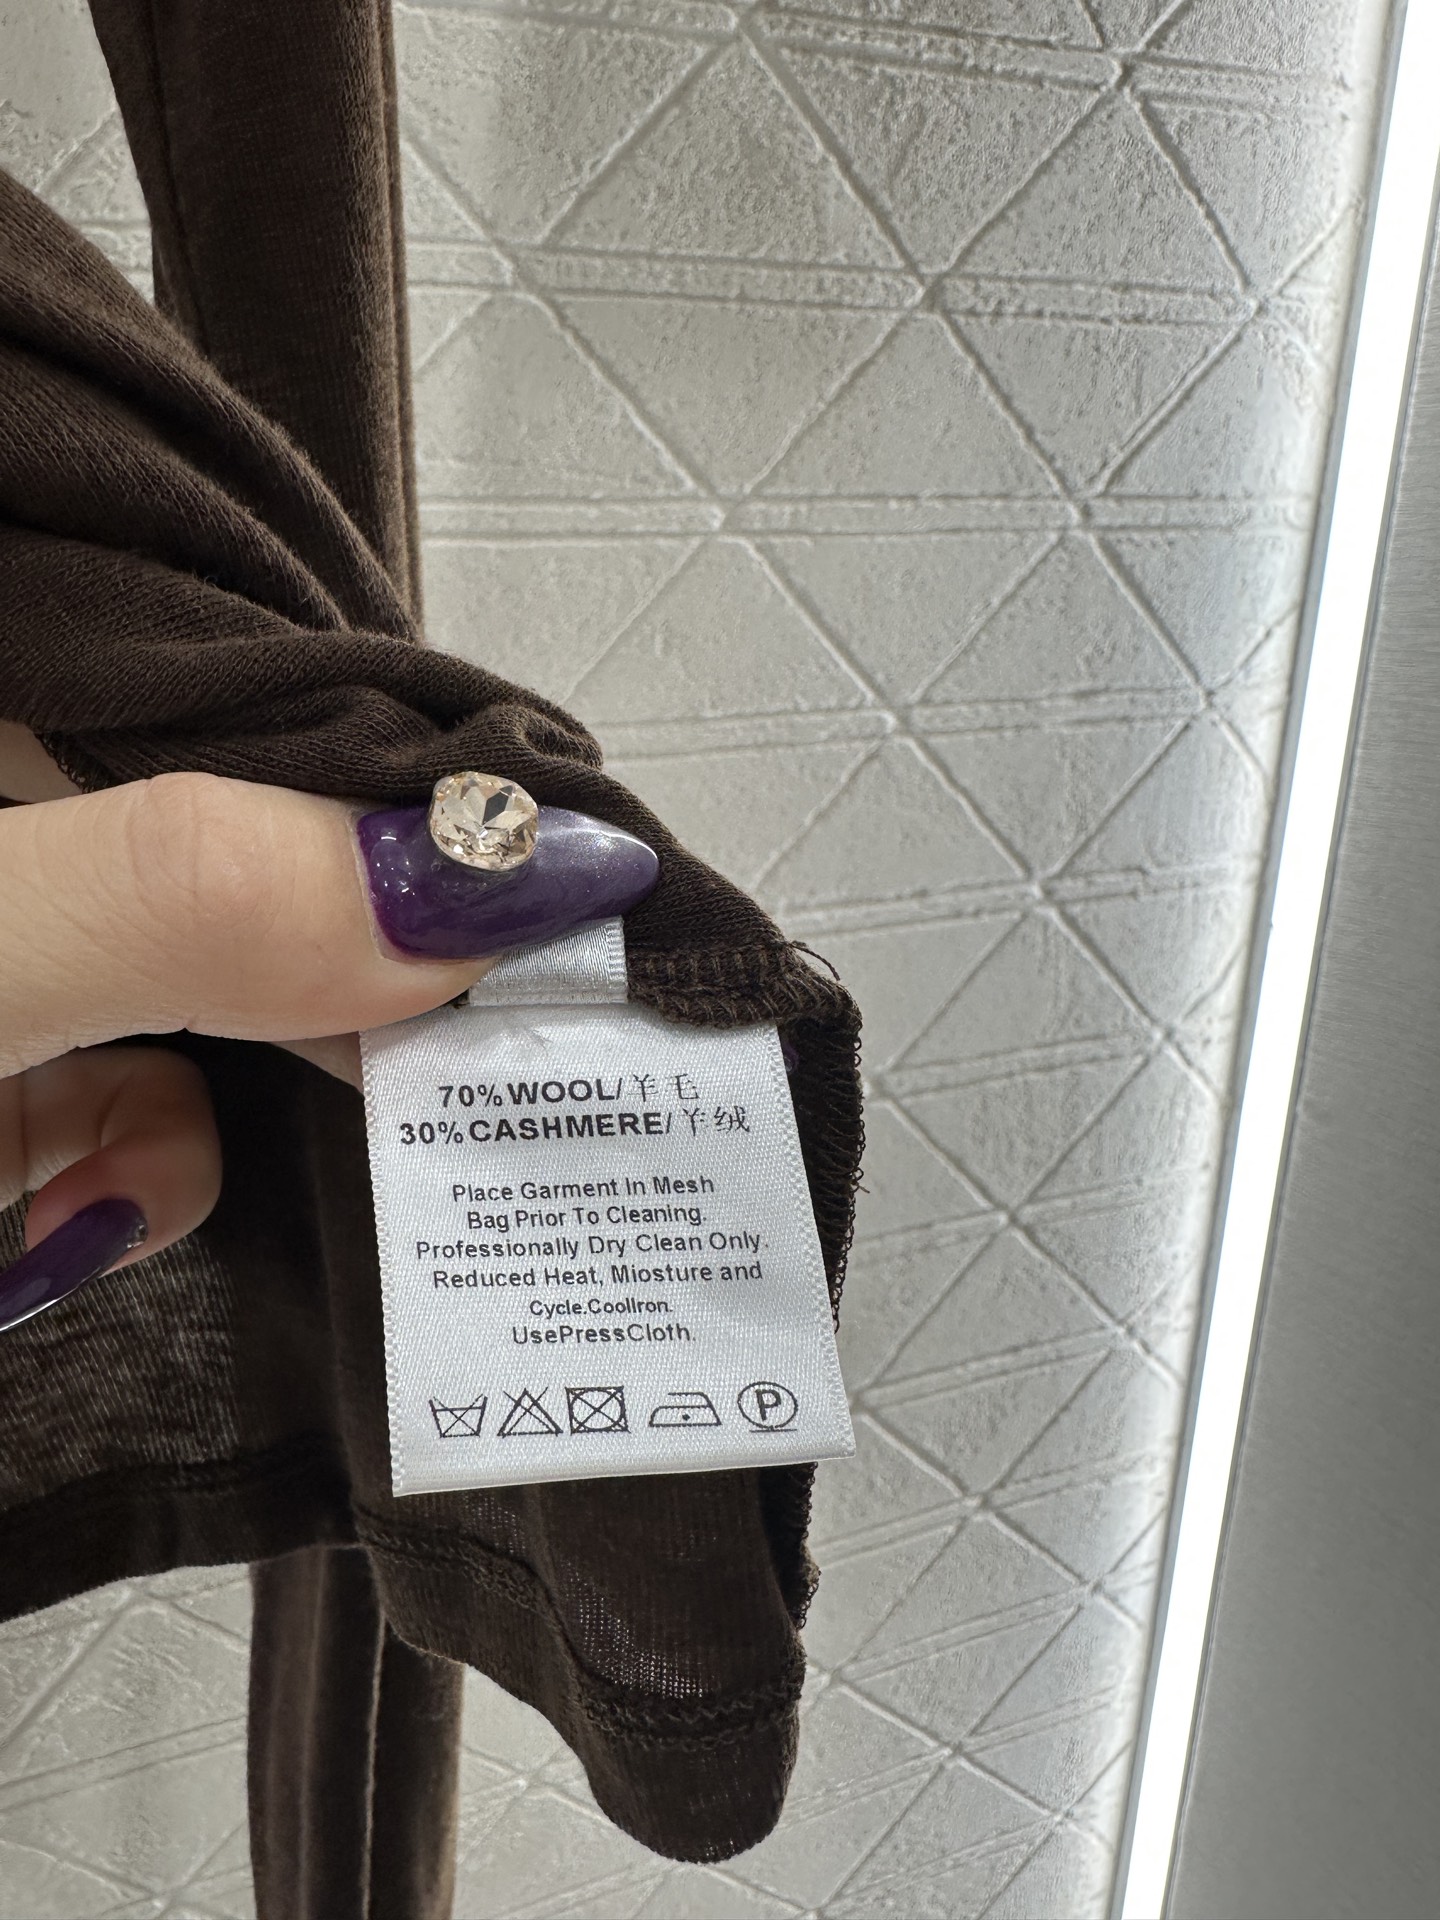 70% WOOL/羊毛
30% CASHMERE/羊绒
Place Garment In Mesh
Bag Prior To Cleaning.
Professionally Dry Clean Only.
Reduced Heat, Miosture and
Cycle.CoolIron.
UsePressCloth.
P